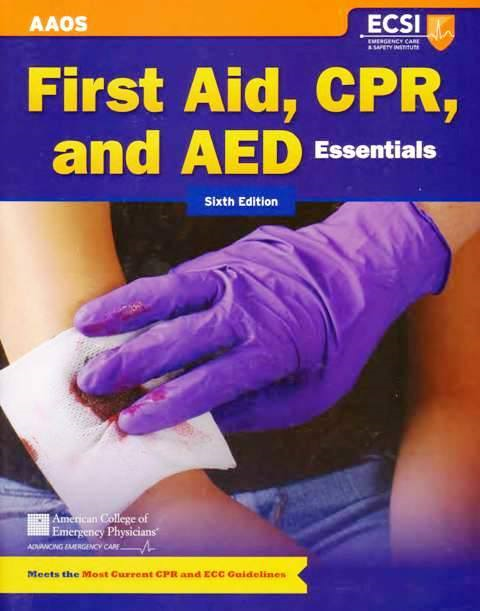 AAOS
ECSI
EMERGENCY CARE
& SAFETY INSTITUTE
First Aid, CPR,
and AED Essentials
Sixth Edition
American College of
Emergency Physicians®
ADVANCING EMERGENCY CARE
Meets the Most Current CPR and ECC Guidelines